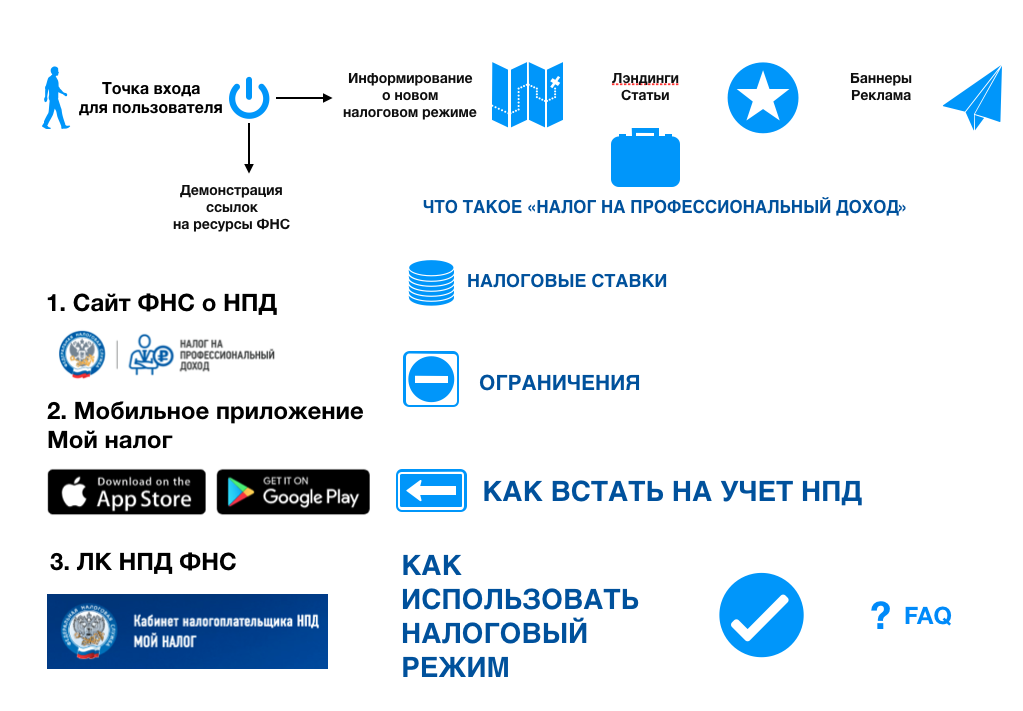 Точка входа
для пользователя
Информирование
о новом
налоговом режиме
Лэндинги
Статьи
Баннеры
Реклама
Демонстрация
ссылок
на ресурсы ФНС
ЧТО ТАКОЕ «НАЛОГ НА ПРОФЕССИОНАЛЬНЫЙ ДОХОД»
НАЛОГОВЫЕ СТАВКИ
1. Сайт ФНС о НПД
НАЛОГ НА
ПРОФЕССИОНАЛЬНЫЙ
ДОХОД
ОГРАНИЧЕНИЯ
2. Мобильное приложение
Мой налог
Download on the
App Store
GET IT ON
Google Play
КАК ВСТАТЬ НА УЧЕТ НПД
3. ЛК НПД ФНС
Кабинет налогоплательщика НПД
МОЙ НАЛОГ
КАК
ИСПОЛЬЗОВАТЬ
НАЛОГОВЫЙ
РЕЖИМ
? FAQ